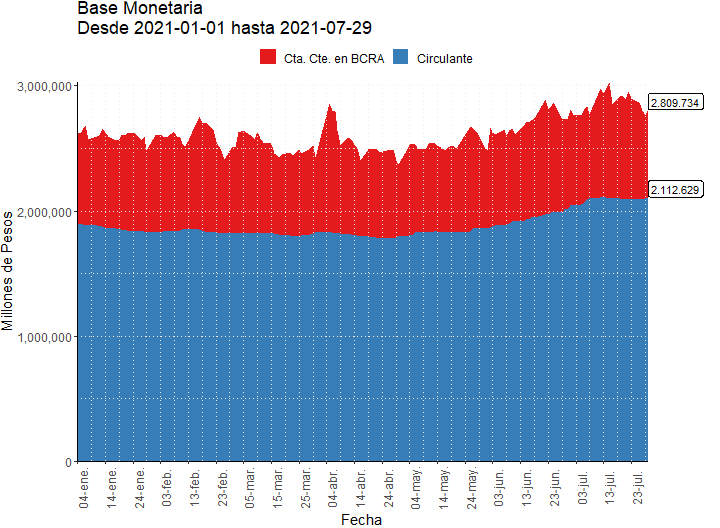 Base Monetaria
Desde 2021-01-01 hasta 2021-07-29
Cta. Cte. en BCRA
Circulante
Millones de Pesos
3,000,000
2,000,000
1,000,000
0
2.809.734
2.112.629
04-ene.
14-ene.
24-ene.
03-feb.
13-feb.
23-feb.
05-mar.
15-mar.
25-mar.
04-abr.
14-abr.
24-abr.
04-may.
14-may.
24-may.
03-jun.
13-jun.
23-jun.
03-jul.
13-jul.
23-jul.
Fecha